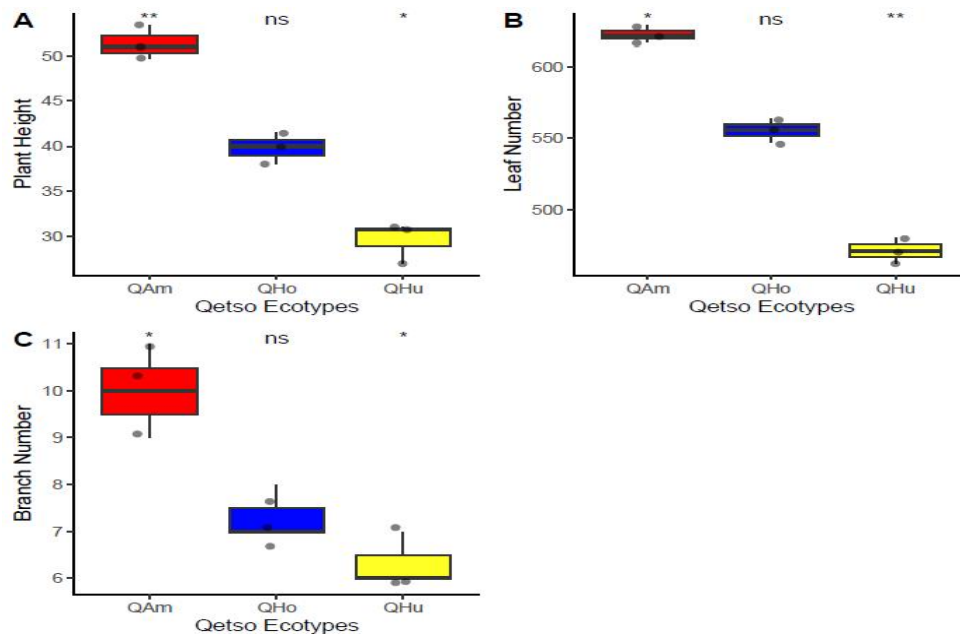 A
** ns *
Plant Height
50
45
40
35
30
QAm QHo QHu
Qetso Ecotypes
B
* ns **
Leaf Number
600
550
500
QAm QHo QHu
Qetso Ecotypes
C
* ns *
Branch Number
11
10
9
8
7
6
QAm QHo QHu
Qetso Ecotypes